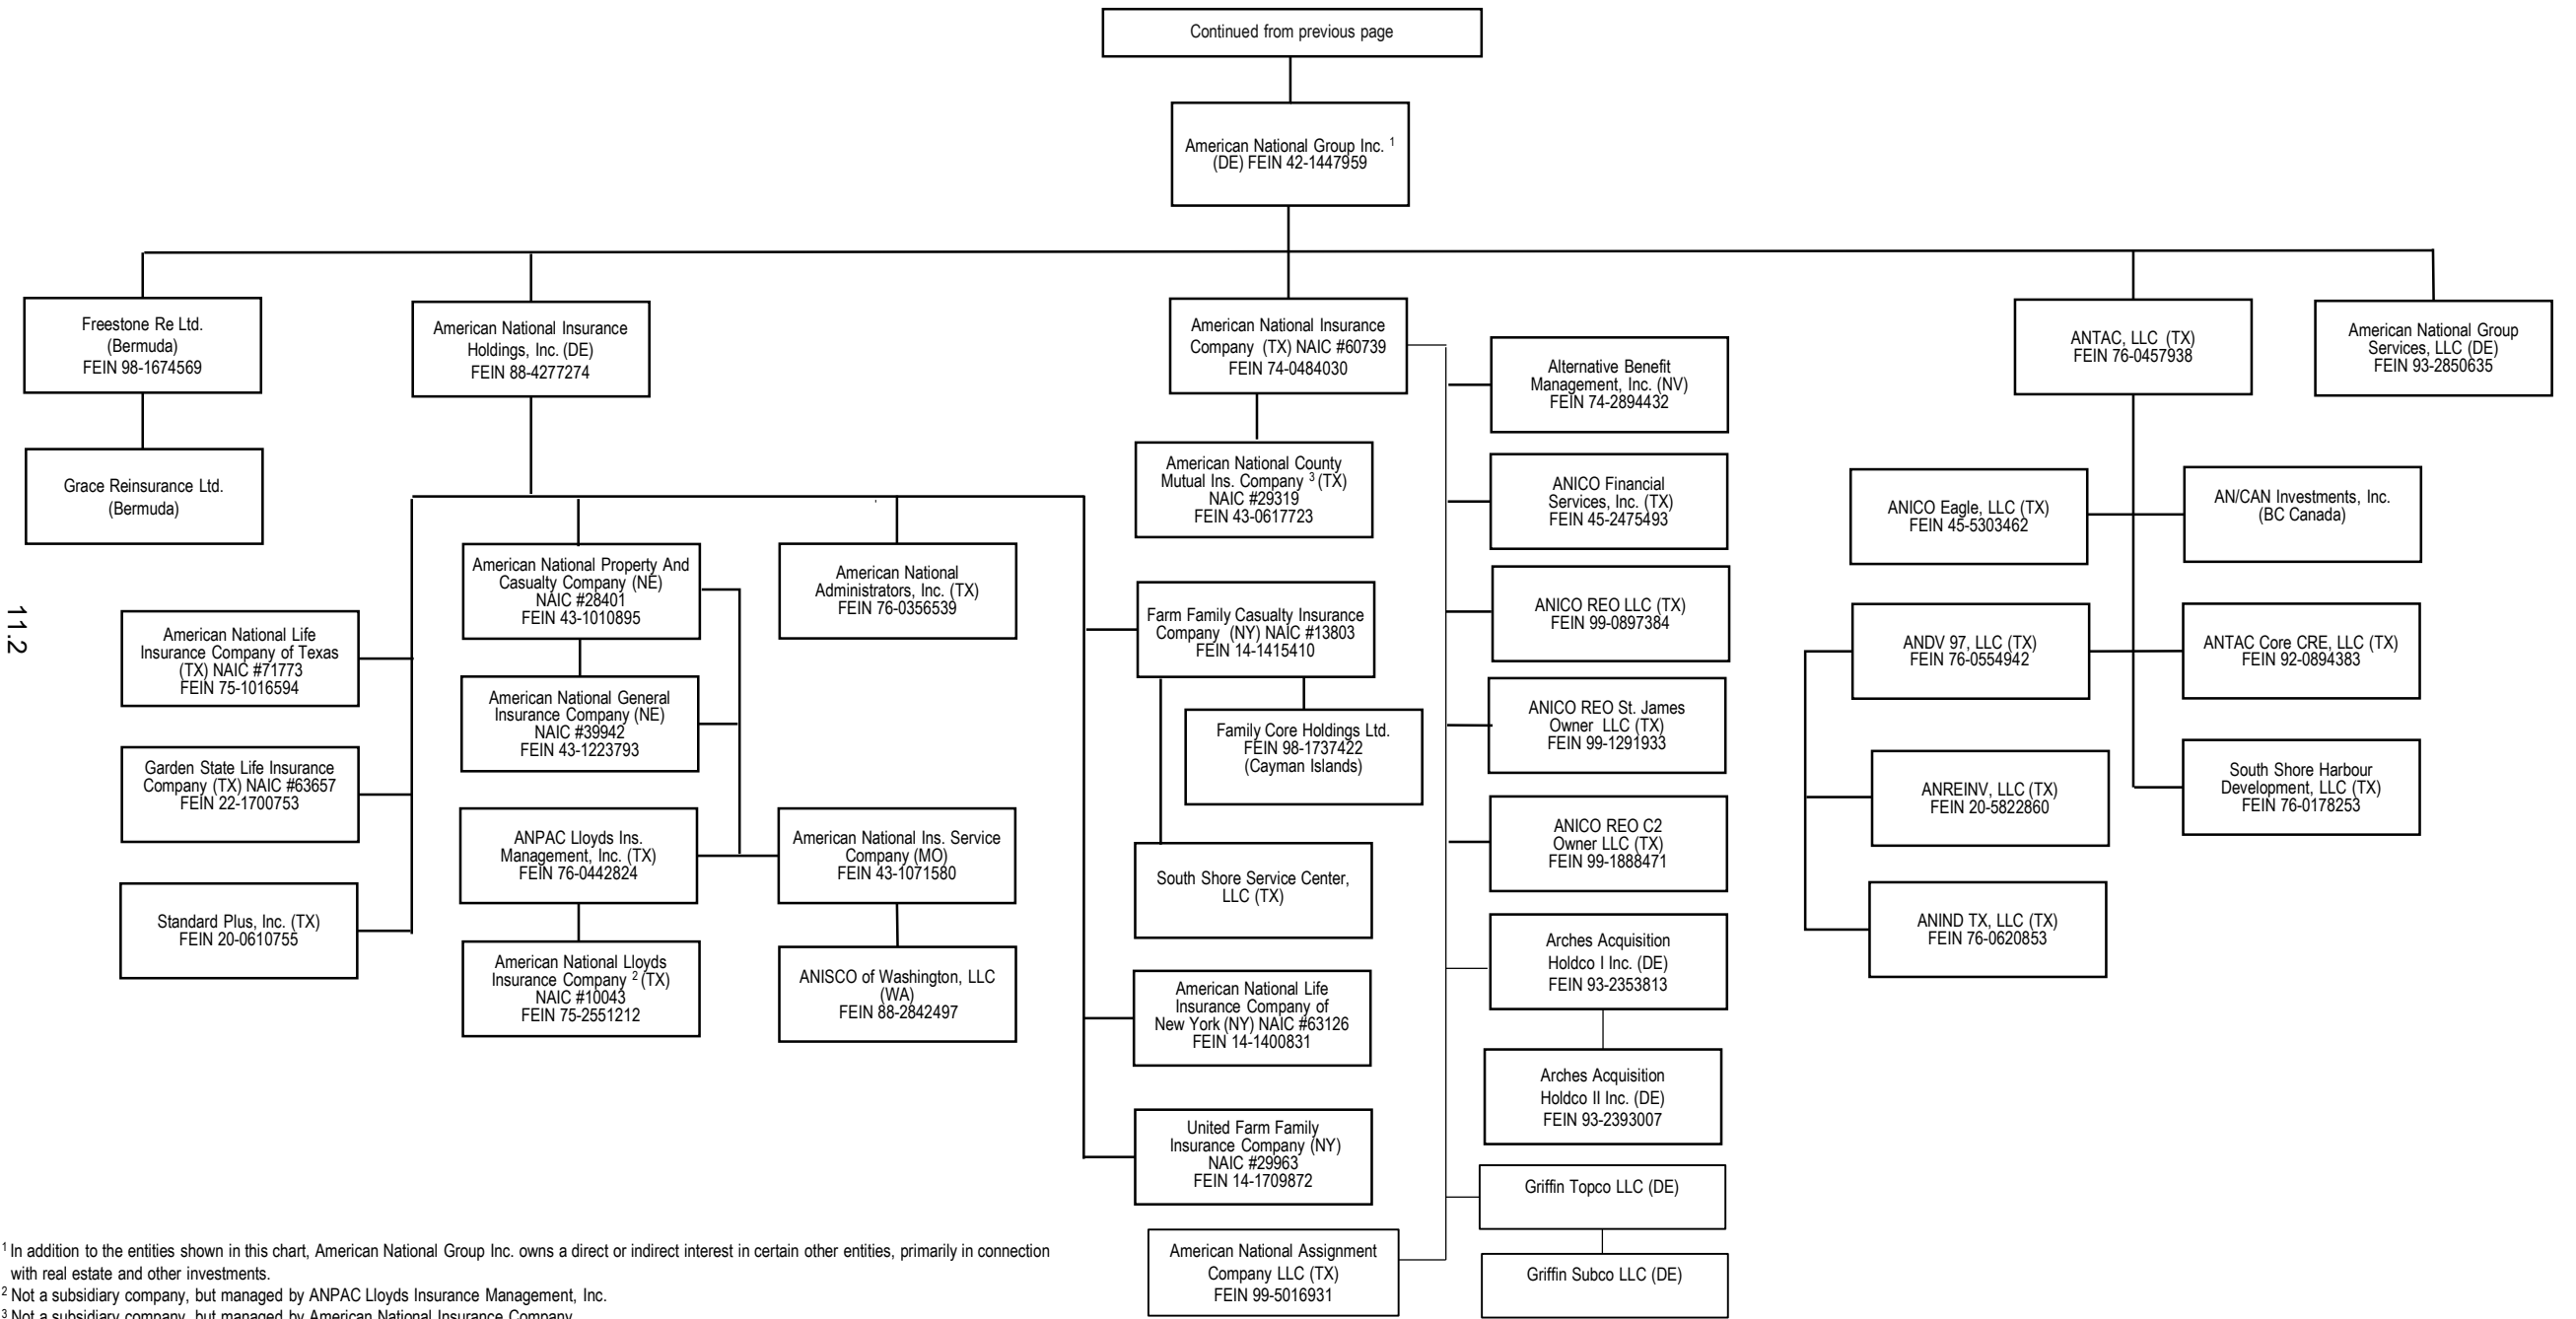 Continued from previous page
American National Group Inc. 1
(DE) FEIN 42-1447959
Freestone Re Ltd.
(Bermuda)
FEIN 98-1674569
American National Insurance
Holdings, Inc. (DE)
FEIN 88-4277274
American National Insurance
Company (TX) NAIC #60739
FEIN 74-0484030
ANTAC, LLC (TX)
FEIN 76-0457938
American National Group
Services, LLC (DE)
FEIN 93-2850635
Grace Reinsurance Ltd.
(Bermuda)
American National Life
Insurance Company of Texas
(TX) NAIC #71773
FEIN 75-1016594
Garden State Life Insurance
Company (TX) NAIC #63657
FEIN 22-1700753
Standard Plus, Inc. (TX)
FEIN 20-0610755
American National Property And
Casualty Company (NE)
NAIC #28401
FEIN 43-1010895
American National General
Insurance Company (NE)
NAIC #39942
FEIN 43-1223793
ANPAC Lloyds Ins.
Management, Inc. (TX)
FEIN 76-0442824
American National Lloyds
Insurance Company 2 (TX)
NAIC #10043
FEIN 75-2551212
American National
Administrators, Inc. (TX)
FEIN 76-0356539
American National Ins. Service
Company (MO)
FEIN 43-1071580
ANISCO of Washington, LLC
(WA)
FEIN 88-2842497
American National County
Mutual Ins. Company 3 (TX)
NAIC #29319
FEIN 43-0617723
Farm Family Casualty Insurance
Company (NY) NAIC #13803
FEIN 14-1415410
Family Core Holdings Ltd.
FEIN 98-1737422
(Cayman Islands)
South Shore Service Center,
LLC (TX)
American National Life
Insurance Company of
New York (NY) NAIC #63126
FEIN 14-1400831
United Farm Family
Insurance Company (NY)
NAIC #29963
FEIN 14-1709872
American National Assignment
Company LLC (TX)
FEIN 99-5016931
Alternative Benefit
Management, Inc. (NV)
FEIN 74-2894432
ANICO Financial
Services, Inc. (TX)
FEIN 45-2475493
ANICO REO LLC (TX)
FEIN 99-0897384
ANICO REO St. James
Owner LLC (TX)
FEIN 99-1291933
ANICO REO C2
Owner LLC (TX)
FEIN 99-1888471
Arches Acquisition
Holdco I Inc. (DE)
FEIN 93-2353813
Arches Acquisition
Holdco II Inc. (DE)
FEIN 93-2393007
Griffin Topco LLC (DE)
Griffin Subco LLC (DE)
ANICO Eagle, LLC (TX)
FEIN 45-5303462
AN/CAN Investments, Inc.
(BC Canada)
ANDV 97, LLC (TX)
FEIN 76-0554942
ANTAC Core CRE, LLC (TX)
FEIN 92-0894383
ANREINV, LLC (TX)
FEIN 20-5822860
South Shore Harbour
Development, LLC (TX)
FEIN 76-0178253
ANIND TX, LLC (TX)
FEIN 76-0620853
11.2
1 In addition to the entities shown in this chart, American National Group Inc. owns a direct or indirect interest in certain other entities, primarily in connection
with real estate and other investments.
2 Not a subsidiary company, but managed by ANPAC Lloyds Insurance Management, Inc.
3 Not a subsidiary company, but managed by American National Insurance Company.